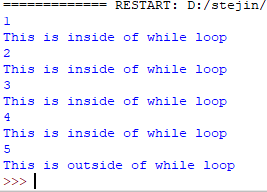 ============= RESTART: D:/stejin/
1
This is inside of while loop
2
This is inside of while loop
3
This is inside of while loop
4
This is inside of while loop
5
This is outside of while loop
>>>